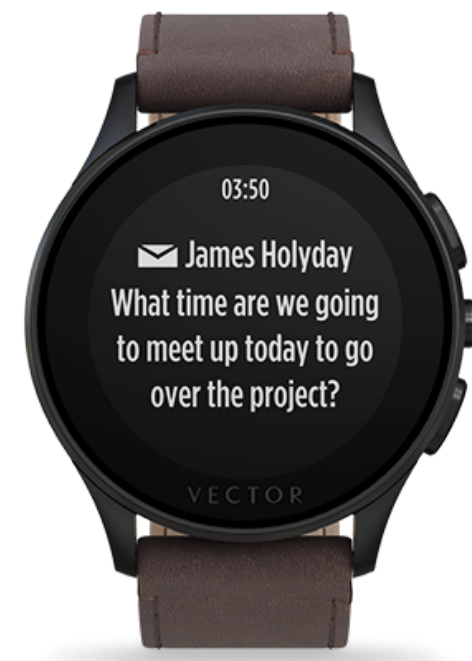 03:50
James Holyday
What time are we going
to meet up today to go
over the project?
VECTOR